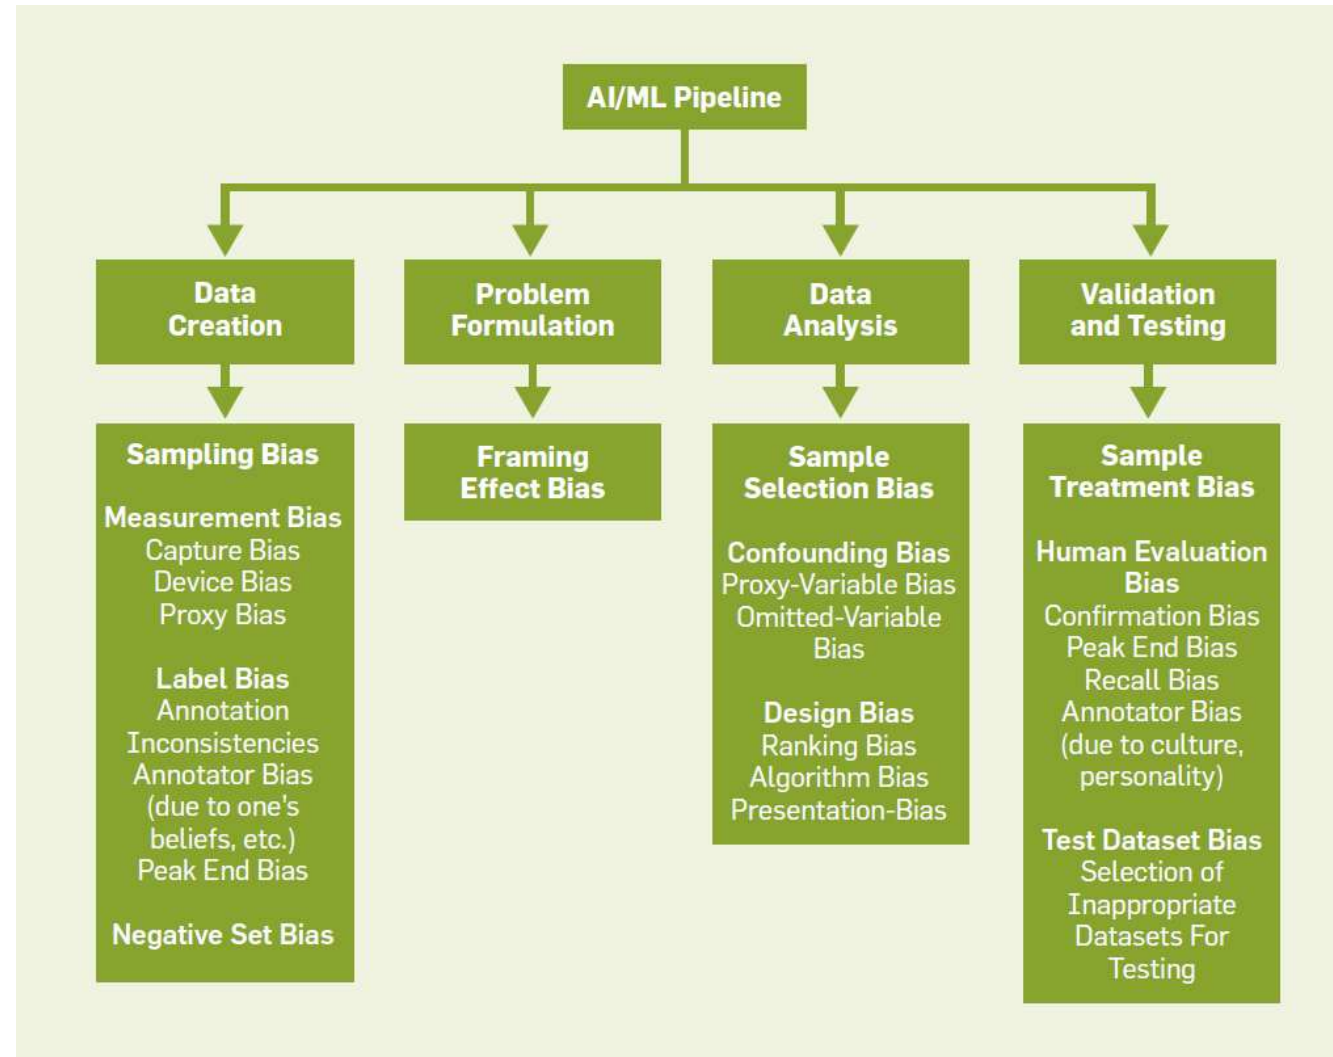 AI/ML Pipeline
Data
Creation
Problem
Formulation
Data
Analysis
Validation
and Testing
Sampling Bias
Measurement Bias
Capture Bias
Device Bias
Proxy Bias
Label Bias
Annotation
Inconsistencies
Annotator Bias
(due to one's
beliefs, etc.)
Peak End Bias
Negative Set Bias
Framing
Effect Bias
Sample
Selection Bias
Confounding Bias
Proxy-Variable Bias
Omitted-Variable
Bias
Design Bias
Ranking Bias
Algorithm Bias
Presentation-Bias
Sample
Treatment Bias
Human Evaluation
Bias
Confirmation Bias
Peak End Bias
Recall Bias
Annotator Bias
(due to culture,
personality)
Test Dataset Bias
Selection of
Inappropriate
Datasets For
Testing